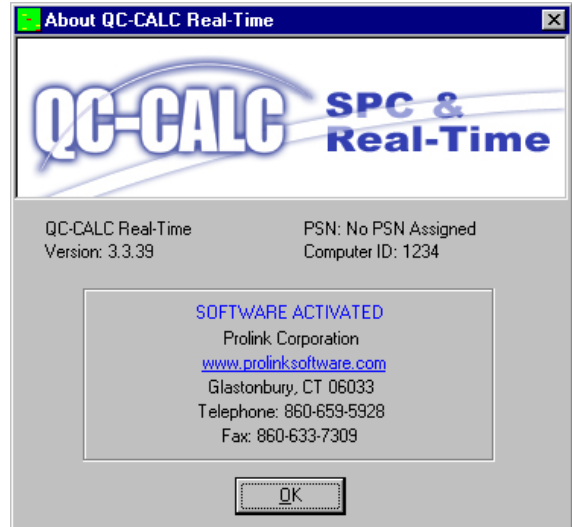 About QC-CALC Real-Time
QC-CALC SPC &
Real-Time
QC-CALC Real-Time PSN: No PSN Assigned
Version: 3.3.39 Computer ID: 1234
SOFTWARE ACTIVATED
Prolink Corporation
www.prolinksoftware.com
Glastonbury, CT 06033
Telephone: 860-659-5928
Fax: 860-633-7309
OK